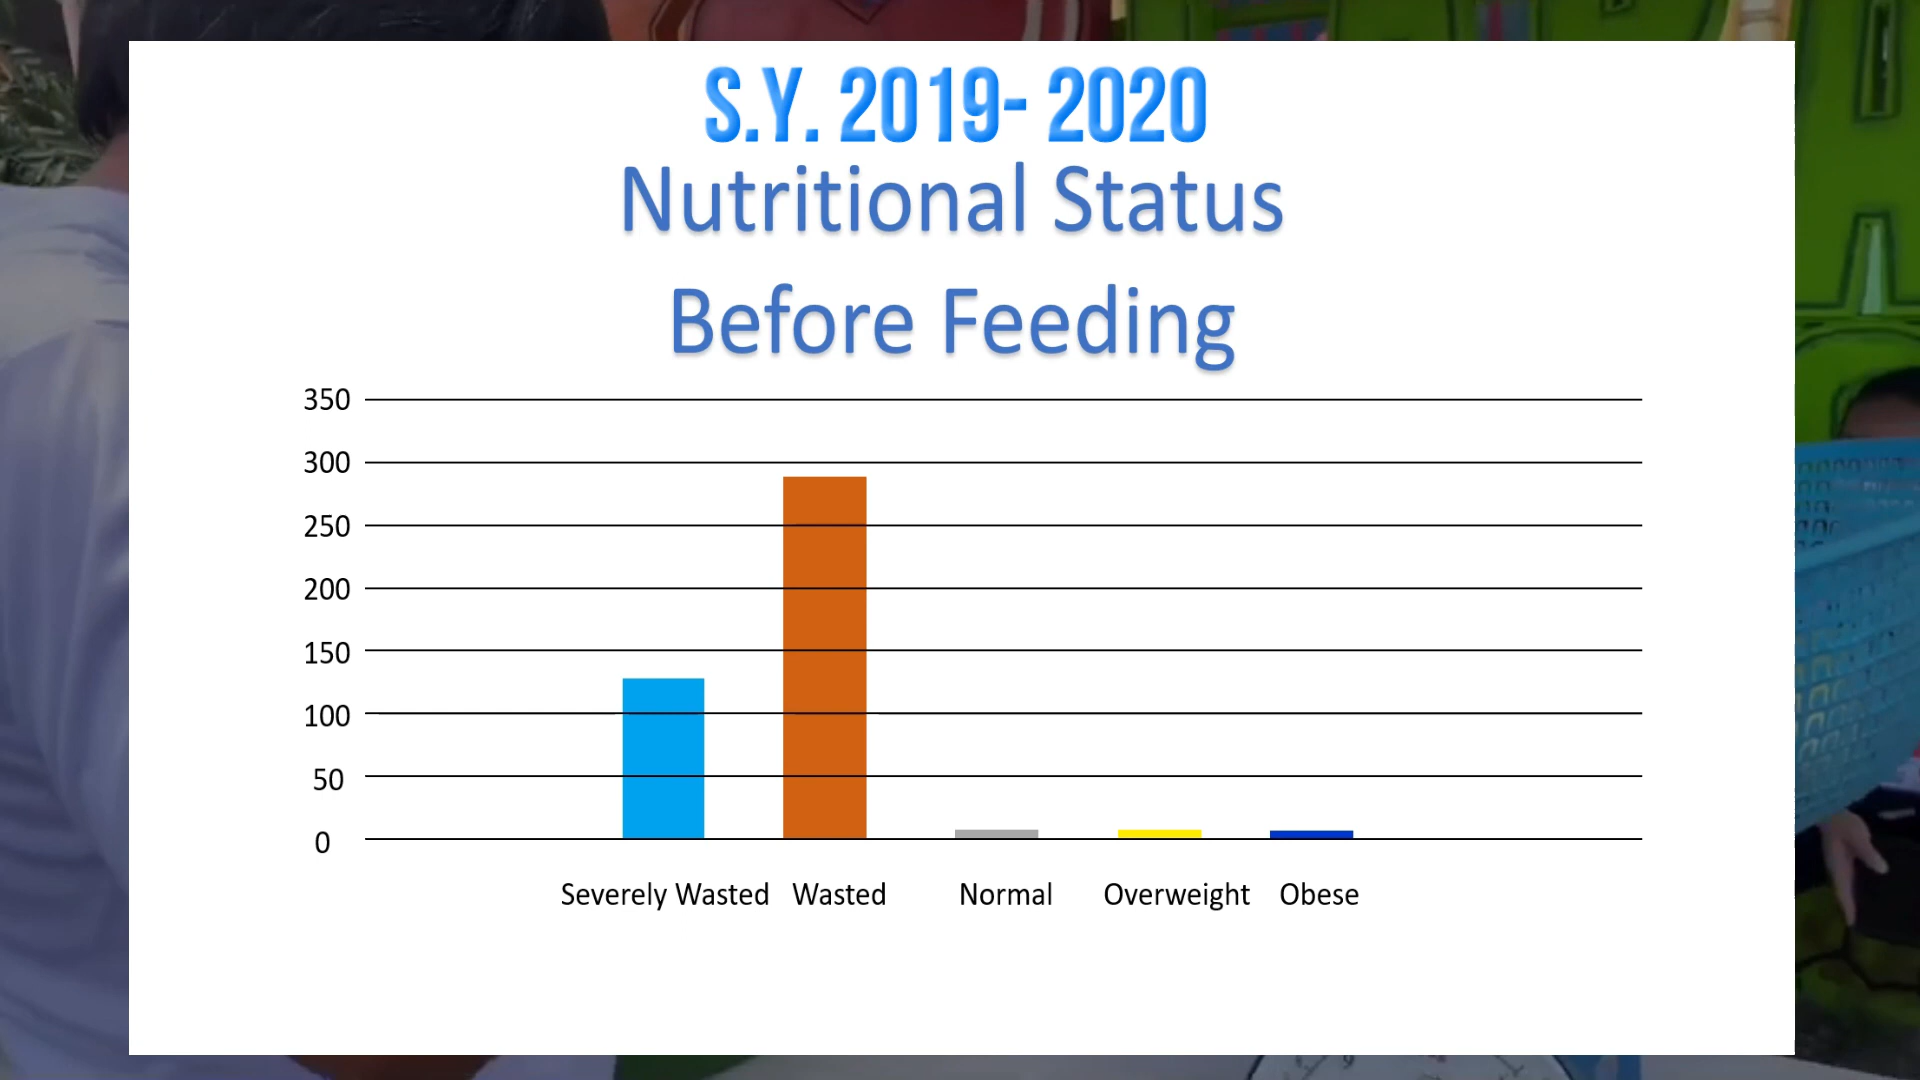 S.Y. 2019- 2020
Nutritional Status
Before Feeding
350
300
250
200
150
100
50
0
Severely Wasted Wasted Normal Overweight Obese